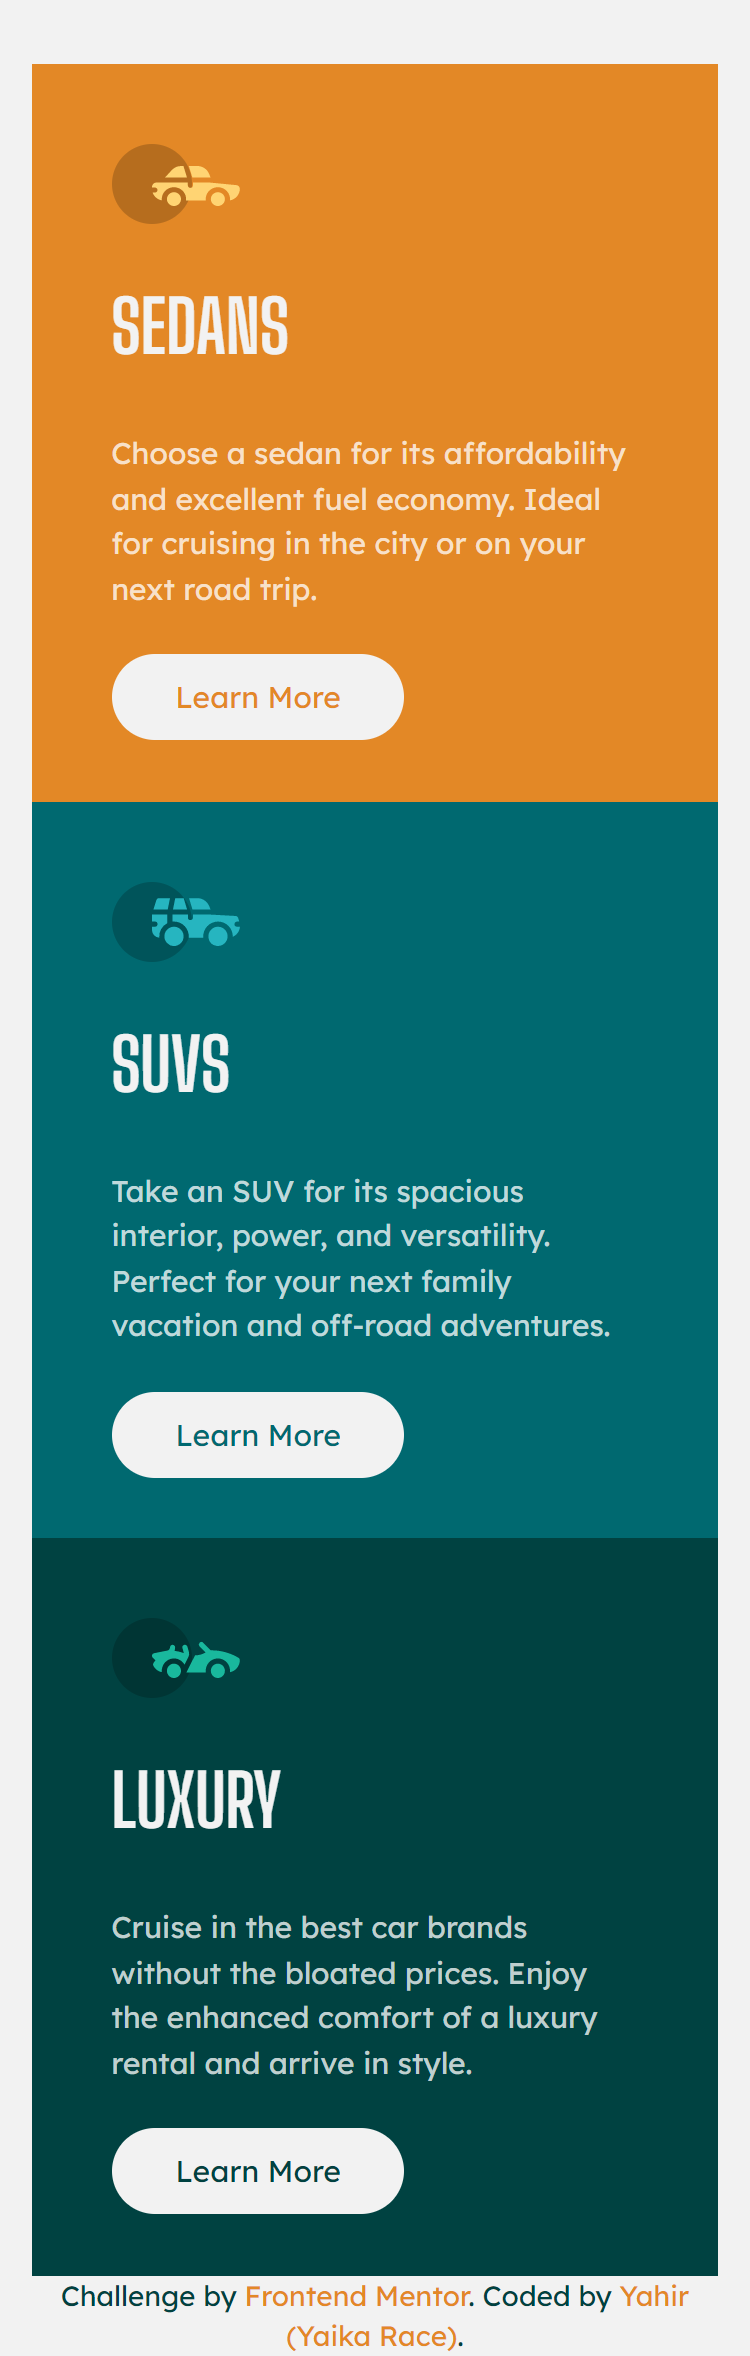 SEDANS
Choose a sedan for its affordability
and excellent fuel economy. Ideal
for cruising in the city or on your
next road trip.
Learn More
SUVS
Take an SUV for its spacious
interior, power, and versatility.
Perfect for your next family
vacation and off-road adventures.
Learn More
LUXURY
Cruise in the best car brands
without the bloated prices. Enjoy
the enhanced comfort of a luxury
rental and arrive in style.
Learn More
Challenge by Frontend Mentor. Coded by Yahir
(Yaika Race).